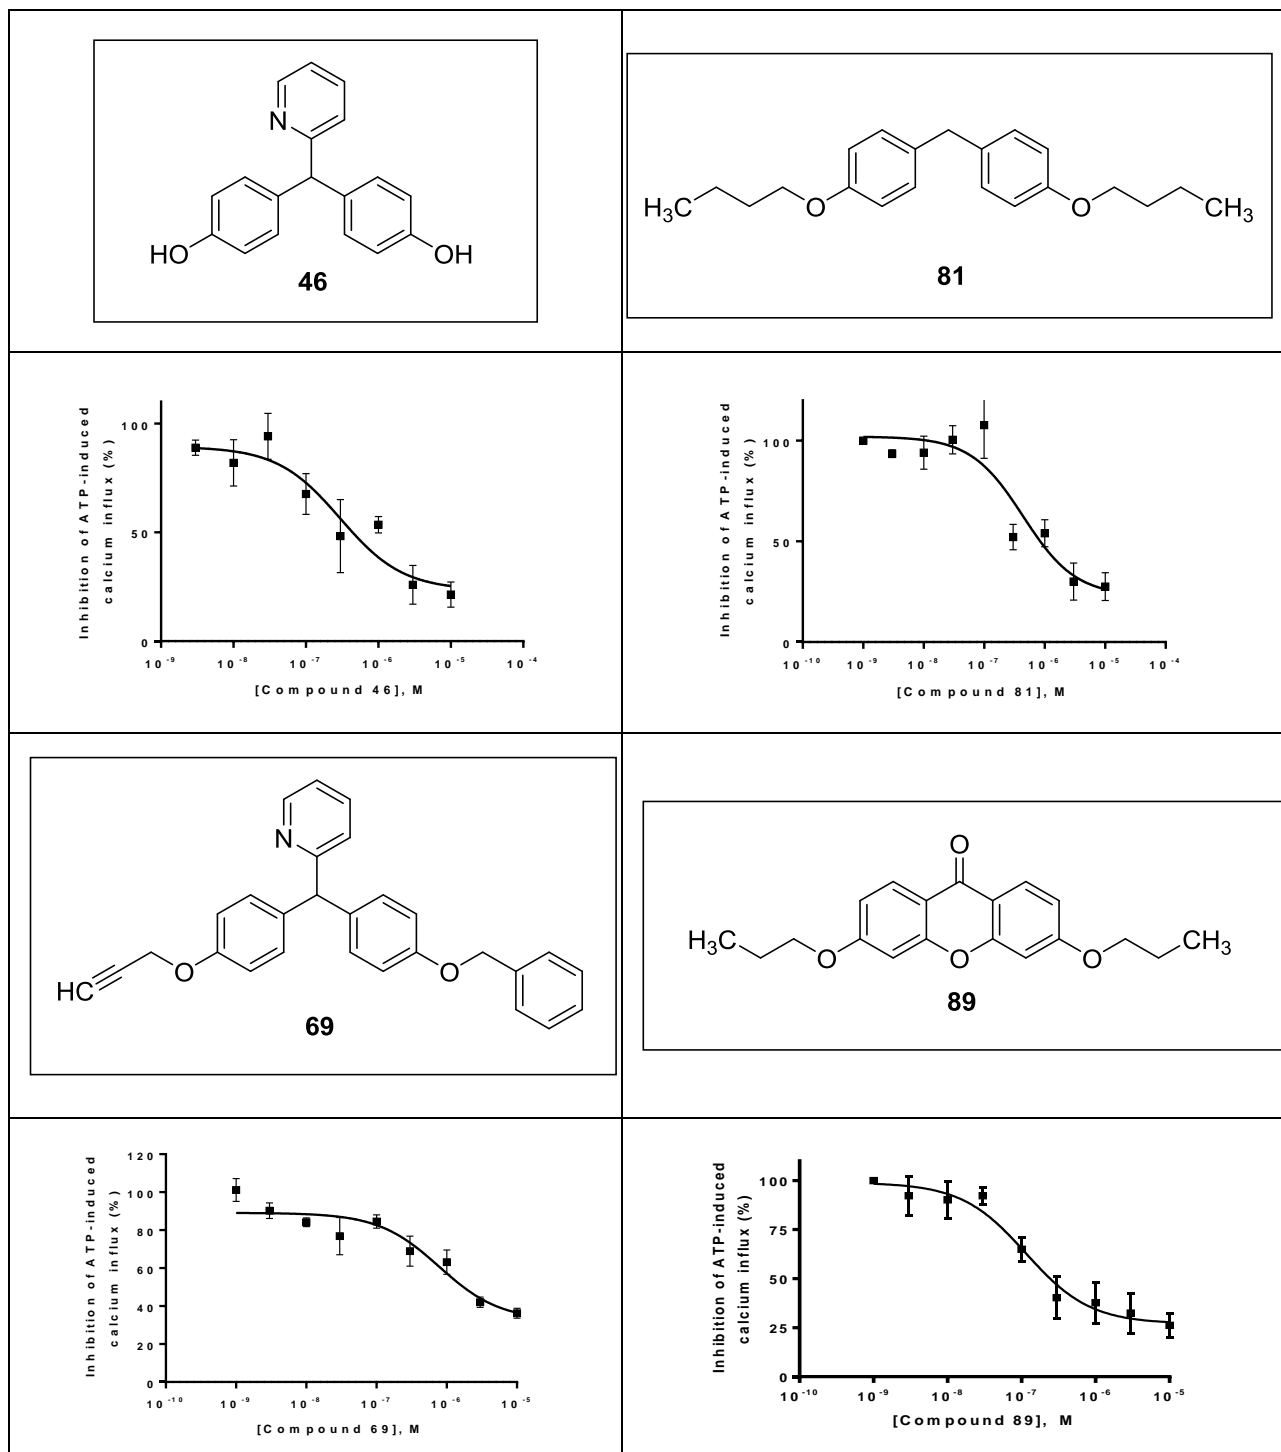 N
HO
OH
46
H3C
O
O
CH3
81
Inhibition of ATP-induced
calcium influx (%)
100
50
0
10-9
10-8
10-7
10-6
10-5
10-4
[Compound 46], M
Inhibition of ATP-induced
calcium influx (%)
100
50
0
10-10
10-9
10-8
10-7
10-6
10-5
10-4
[Compound 81], M
N
HC
O
O
69
O
H3C
O
O
O
CH3
89
Inhibition of ATP-induced
calcium influx (%)
120
100
80
60
40
20
0
10-10
10-9
10-8
10-7
10-6
10-5
[Compound 69], M
Inhibition of ATP-induced
calcium influx (%)
100
75
50
25
0
10-10
10-9
10-8
10-7
10-6
10-5
[Compound 89], M